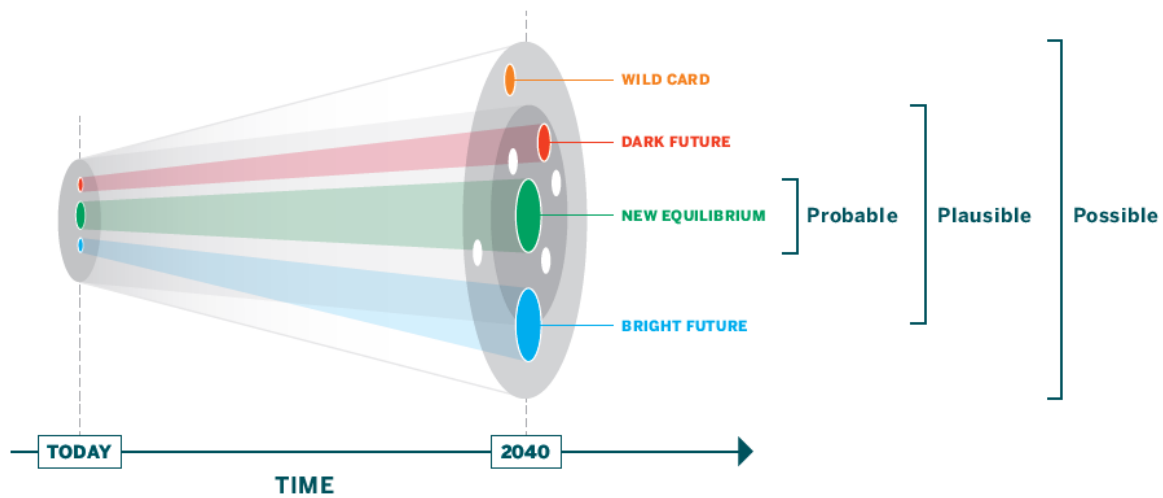 WILD CARD
DARK FUTURE
NEW EQUILIBRIUM
Probable
Plausible
Possible
BRIGHT FUTURE
TODAY
2040
TIME